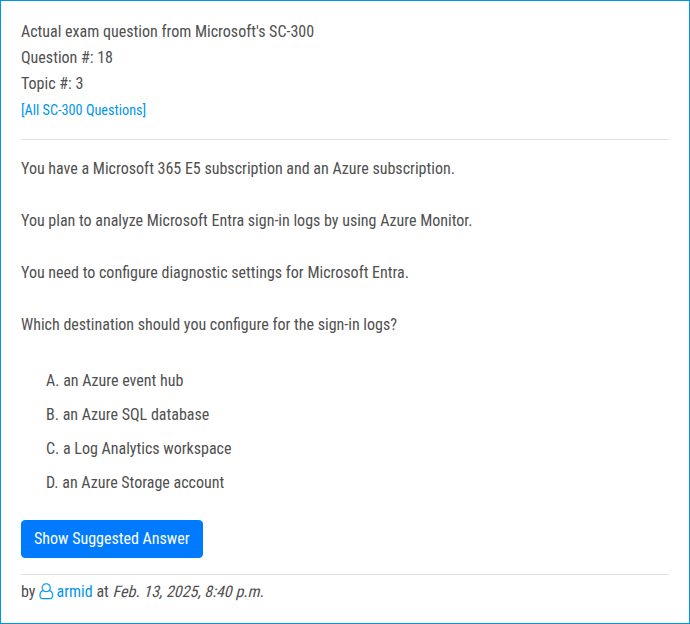 Actual exam question from Microsoft's SC-300
Question #: 18
Topic #: 3
[All SC-300 Questions]
You have a Microsoft 365 E5 subscription and an Azure subscription.
You plan to analyze Microsoft Entra sign-in logs by using Azure Monitor.
You need to configure diagnostic settings for Microsoft Entra.
Which destination should you configure for the sign-in logs?
A. an Azure event hub
B. an Azure SQL database
C. a Log Analytics workspace
D. an Azure Storage account
Show Suggested Answer
by armid at Feb. 13, 2025, 8:40 p.m.